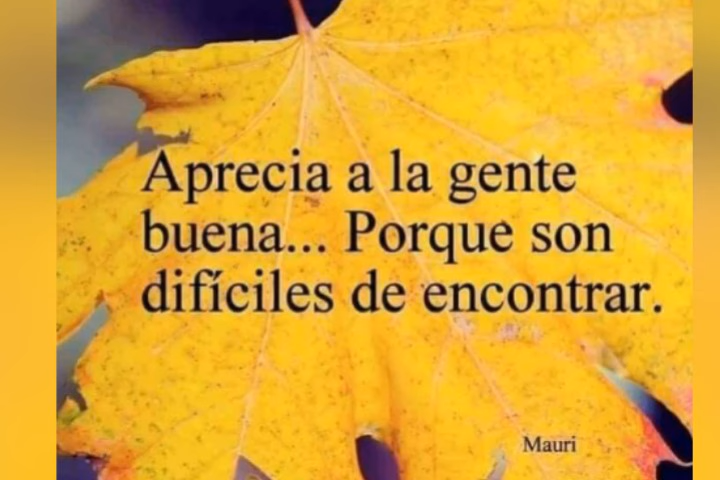 Aprecia a la gente
buena... Porque son
difíciles de encontrar.
Mauri